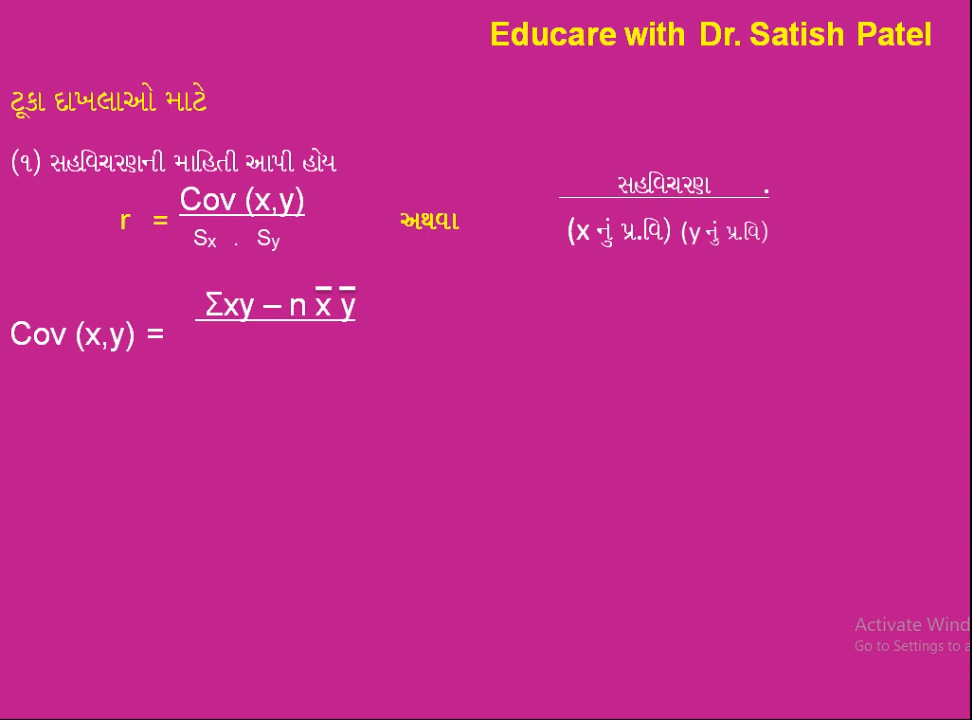 Educare with Dr. Satish Patel
ટૂંકા દાખલાઓ માટે
(૧) સહવિચરણની માહિતી આપી હોય
r = Cov (x,y) અથવા સહવિચરણ .
Sx . Sy (x નું પ્ર.વિ) (y નું પ્ર.વિ)
Σxy – n x̅ y̅
Cov (x,y) =
Activate Wind
Go to Settings to a